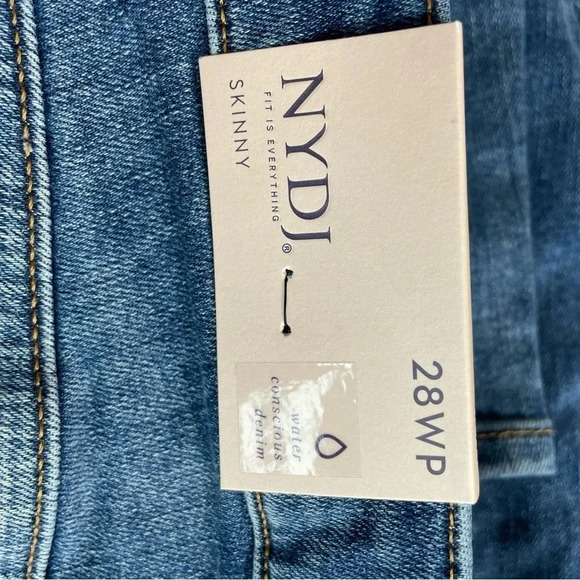 NYDJ®
FIT IS EVERYTHING
SKINNY
28WP
water
conscious
denim